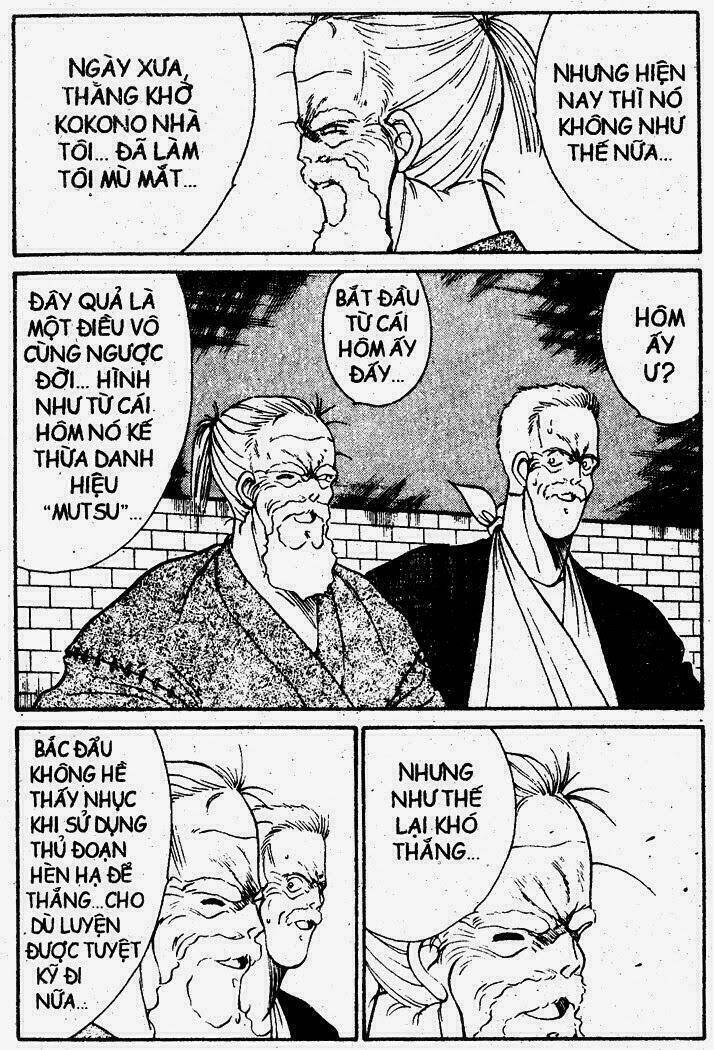 NGÀY XƯA,
THẰNG KHỜ
KOKONO NHÀ
TÔI... ĐÃ LÀM
TÔI MÙ MẮT...
NHƯNG HIỆN
NAY THÌ NÓ
KHÔNG NHƯ
THẾ NỮA...
ĐÂY QUẢ LÀ
MỘT ĐIỀU VÔ
CÙNG NGƯỢC
ĐỜI... HÌNH
NHƯ TỪ CÁI
HÔM NÓ KẾ
THỪA DANH
HIỆU
“MUTSU”...
BẮT ĐẦU
TỪ CÁI
HÔM ẤY
ĐẤY...
HÔM
ẤY
Ư?
BẮC ĐẨU
KHÔNG HỀ
THẤY NHỤC
KHI SỬ DỤNG
THỦ ĐOẠN
HÈN HẠ ĐỂ
THẮNG...CHO
DÙ LUYỆN
ĐƯỢC TUYỆT
KỸ ĐI
NỮA...
NHƯNG
NHƯ THẾ
LẠI KHÓ
THẮNG...